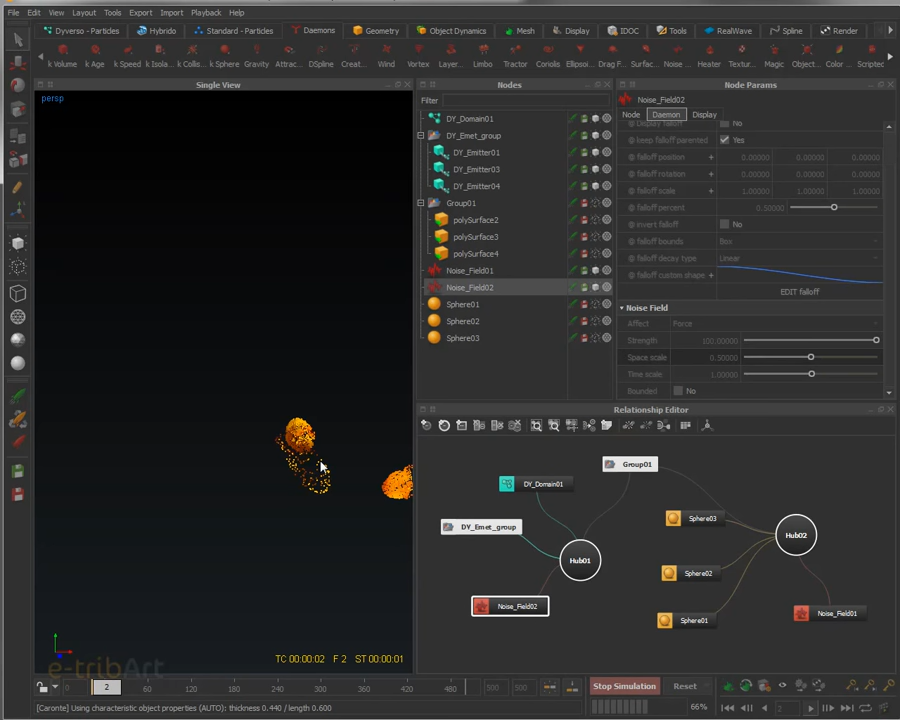 File Edit View Layout Tools Export Import Playback Help
Dyverso - Particles Hybrido Standard - Particles Daemons Geometry Object Dynamics Mesh Display IDOC Tools RealWave Spline Render
k Volume k Age k Speed k Isola... k Collis... k Sphere Gravity Attrac... DSpline Creat... Wind Vortex Layer... Limbo Tractor Coriolis Ellipsoi... Drag F... Surfac... Noise ... Heater Textur... Magic Object... Color ... Scripted
Single View
persp
TC 00:00:02 F 2 ST 00:00:01
e-tribArt
Nodes
Filter
DY_Domain01
DY_Emet_group
DY_Emitter01
DY_Emitter03
DY_Emitter04
Group01
polySurface2
polySurface3
polySurface4
Noise_Field01
Noise_Field02
Sphere01
Sphere02
Sphere03
Node Params
Noise_Field02
Node Daemon Display
@ Display falloff No
@ keep falloff parented Yes
@ falloff position + 0.00000 0.00000 0.00000
@ falloff rotation + 0.00000 0.00000 0.00000
@ falloff scale + 1.00000 1.00000 1.00000
@ falloff percent 0.50000
@ invert falloff No
@ falloff bounds Box
@ falloff decay type Linear
@ falloff custom shape +
EDIT falloff
Noise Field
Affect Force
Strength 100.00000
Space scale 0.50000
Time scale 1.00000
Bounded No
Relationship Editor
Group01
DY_Domain01
Sphere03
DY_Emet_group
Hub02
Hub01
Sphere02
Noise_Field02
Sphere01
Noise_Field01
0 2 60 120 180 240 300 360 420 480 500 500 Stop Simulation Reset
[Caronte] Using characteristic object properties (AUTO): thickness 0.440 / length 0.600 66% 2